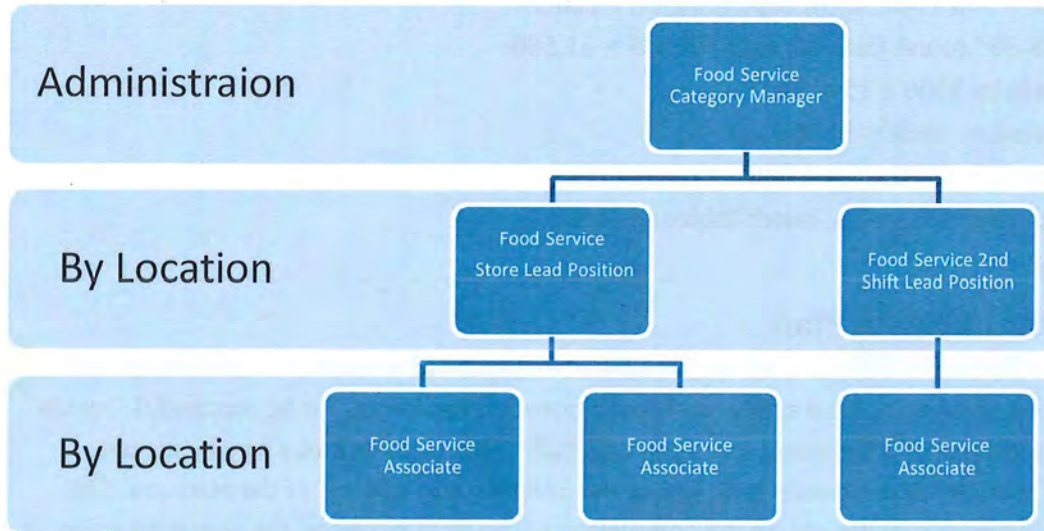 Administraion
Food Service
Category Manager
By Location
Food Service
Store Lead Position
Food Service 2nd
Shift Lead Position
By Location
Food Service
Associate
Food Service
Associate
Food Service
Associate